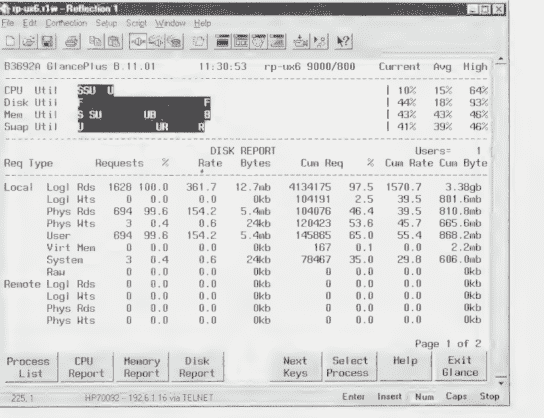 rp-ux6.r1w - Reflection 1
File Edit Connection Setup Script Window Help
B3692A GlancePlus B.11.01 11:30:53 rp-ux6 9000/800 Current Avg High
CPU Util SSU U | 10% 15% 64%
Disk Util F F | 44% 18% 93%
Mem Util S SU UB B | 43% 43% 46%
Swap Util U UR R | 41% 39% 46%
DISK REPORT Users= 1
Req Type Requests % Rate Bytes Cum Req % Cum Rate Cum Byte
Local Logl Rds 1628 100.0 361.7 12.7mb 4134175 97.5 1570.7 3.38gb
Logl Wts 0 0.0 0.0 0kb 104191 2.5 39.5 801.6mb
Phys Rds 694 99.6 154.2 5.4mb 104076 46.4 39.5 810.8mb
Phys Wts 3 0.4 0.6 24kb 120423 53.6 45.7 665.6mb
User 694 99.6 154.2 5.4mb 145865 65.0 55.4 868.2mb
Virt Mem 0 0.0 0.0 0kb 167 0.1 0.0 2.2mb
System 3 0.4 0.6 24kb 78467 35.0 29.8 606.0mb
Raw 0 0.0 0.0 0kb 0 0.0 0.0 0kb
Remote Logl Rds 0 0.0 0.0 0kb 0 0.0 0.0 0kb
Logl Wts 0 0.0 0.0 0kb 0 0.0 0.0 0kb
Phys Rds 0 0.0 0.0 0kb 0 0.0 0.0 0kb
Phys Wts 0 0.0 0.0 0kb 0 0.0 0.0 0kb
Page 1 of 2
Process CPU Memory Disk Next Select Help Exit
List Report Report Report Keys Process Glance
225, 1 HP70092 - 192.6.1.16 via TELNET Enter Insert Num Caps Stop